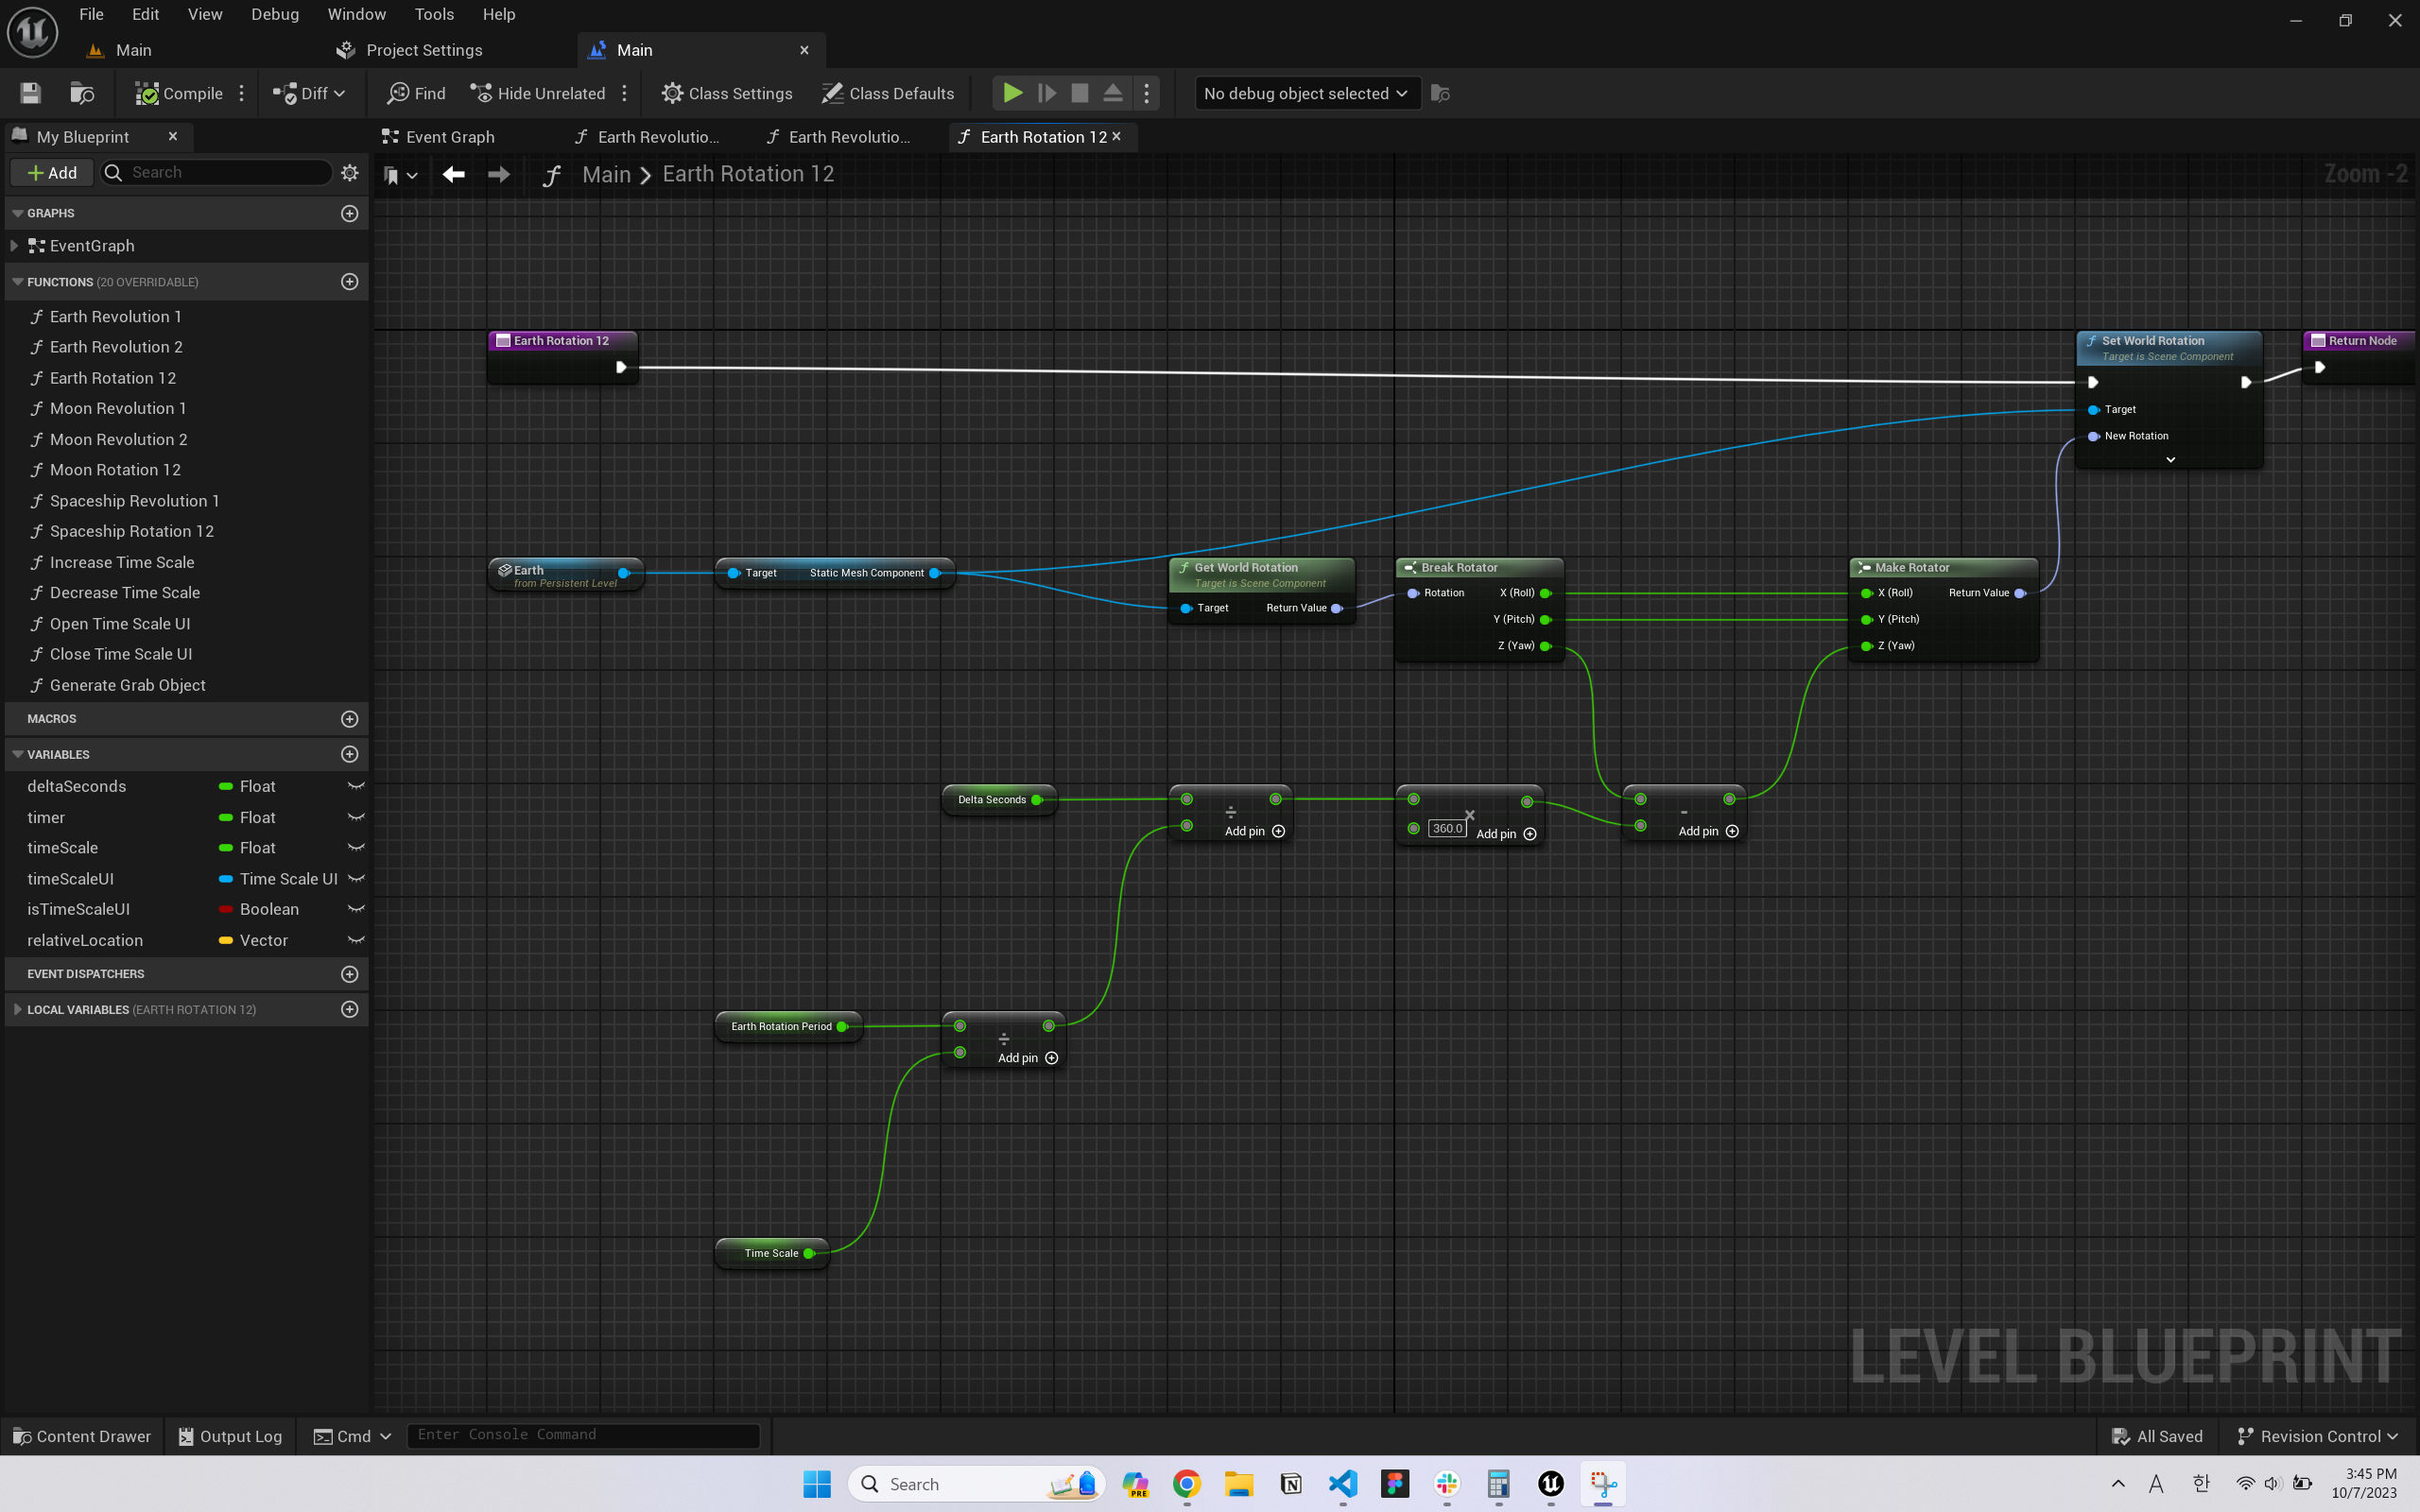 File Edit View Debug Window Tools Help
Main Project Settings Main
Compile Diff Find Hide Unrelated Class Settings Class Defaults No debug object selected
My Blueprint Event Graph Earth Revolutio... Earth Revolutio... Earth Rotation 12
Add Search Main > Earth Rotation 12 Zoom -2
GRAPHS
EventGraph
FUNCTIONS (20 OVERRIDABLE)
Earth Revolution 1
Earth Revolution 2
Earth Rotation 12
Moon Revolution 1
Moon Revolution 2
Moon Rotation 12
Spaceship Revolution 1
Spaceship Rotation 12
Increase Time Scale
Decrease Time Scale
Open Time Scale UI
Close Time Scale UI
Generate Grab Object
MACROS
VARIABLES
deltaSeconds Float
timer Float
timeScale Float
timeScaleUI Time Scale UI
isTimeScaleUI Boolean
relativeLocation Vector
EVENT DISPATCHERS
LOCAL VARIABLES (EARTH ROTATION 12)
Earth Rotation 12
Set World Rotation
Target is Scene Component
Target
New Rotation
Return Node
Earth
from Persistent Level
Target Static Mesh Component
Get World Rotation
Target is Scene Component
Target Return Value
Break Rotator
Rotation X (Roll)
Y (Pitch)
Z (Yaw)
Make Rotator
X (Roll) Return Value
Y (Pitch)
Z (Yaw)
Delta Seconds
÷
Add pin
×
360.0 Add pin
-
Add pin
Earth Rotation Period
÷
Add pin
Time Scale
LEVEL BLUEPRINT
Content Drawer Output Log Cmd Enter Console Command All Saved Revision Control
Search PRE A 한 3:45 PM
10/7/2023